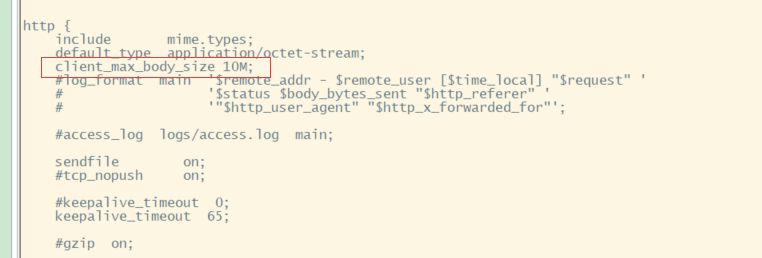 http {
    include       mime.types;
    default_type  application/octet-stream;
    client_max_body_size 10M;
    #log_format  main  '$remote_addr - $remote_user [$time_local] "$request" '
    #                  '$status $body_bytes_sent "$http_referer" '
    #                  '"$http_user_agent" "$http_x_forwarded_for"';

    #access_log  logs/access.log  main;

    sendfile        on;
    #tcp_nopush     on;

    #keepalive_timeout  0;
    keepalive_timeout  65;

    #gzip  on;